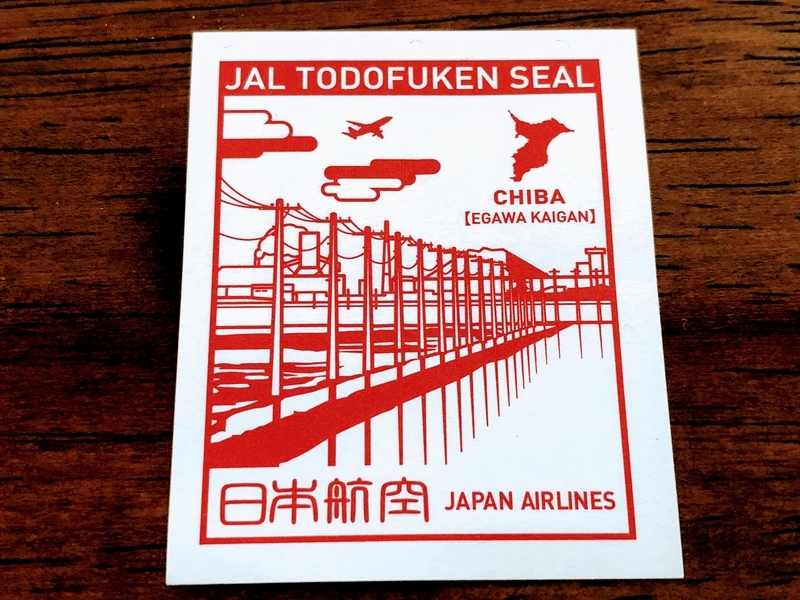 JAL TODOFUKEN SEAL
CHIBA
【EGAWA KAIGAN】
日本航空 JAPAN AIRLINES